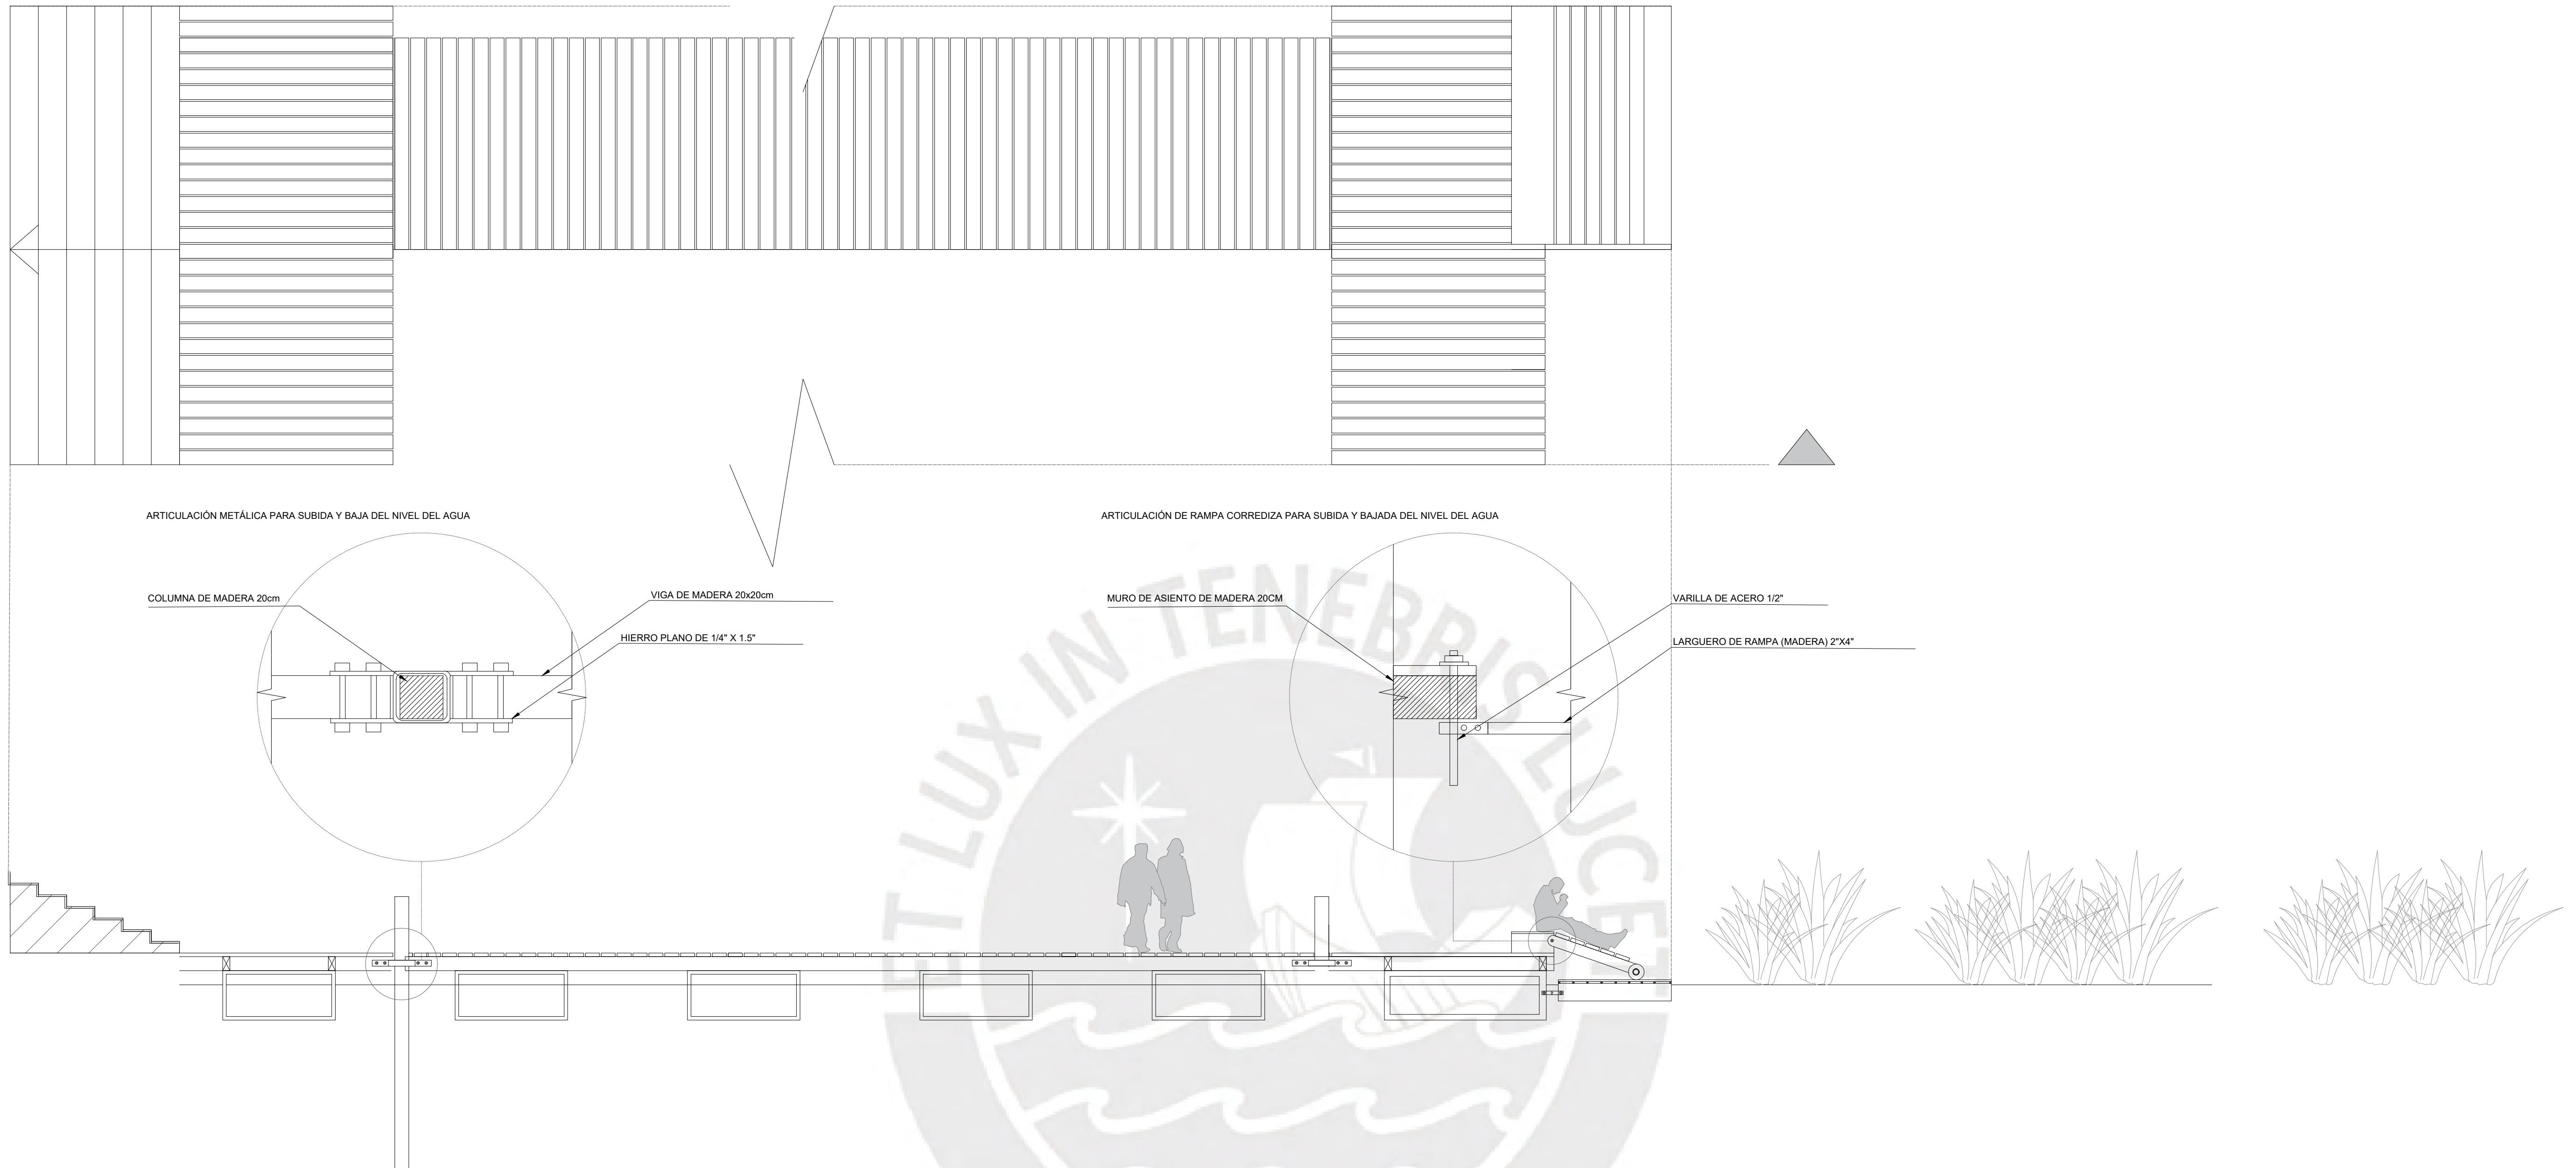 ARTICULACIÓN METÁLICA PARA SUBIDA Y BAJA DEL NIVEL DEL AGUA
COLUMNA DE MADERA 20cm
VIGA DE MADERA 20x20cm
HIERRO PLANO DE 1/4" X 1.5"
ARTICULACIÓN DE RAMPA CORREDIZA PARA SUBIDA Y BAJADA DEL NIVEL DEL AGUA
MURO DE ASIENTO DE MADERA 20CM
VARILLA DE ACERO 1/2"
LARGUERO DE RAMPA (MADERA) 2"X4"
ET LUX IN TENEBRIS LUCET